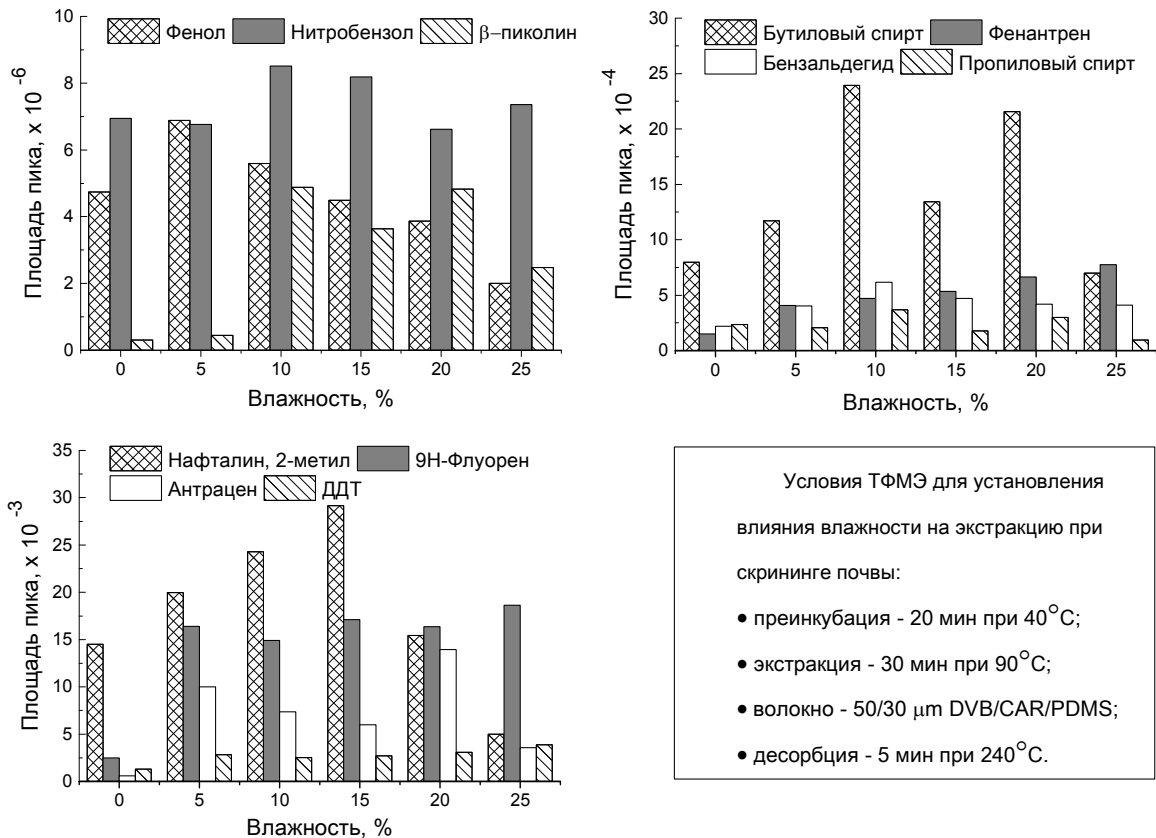 Фенол Нитробензол β−пиколин
Площадь пика, x 10 -6
10
8
6
4
2
0
0 5 10 15 20 25
Влажность, %
Бутиловый спирт Фенантрен
Бензальдегид Пропиловый спирт
Площадь пика, x 10 -4
30
25
20
15
10
5
0
0 5 10 15 20 25
Влажность, %
Нафталин, 2-метил 9Н-Флуорен
Антрацен ДДТ
Площадь пика, x 10 -3
35
30
25
20
15
10
5
0
0 5 10 15 20 25
Влажность, %
Условия ТФМЭ для установления
влияния влажности на экстракцию при
скрининге почвы:
• преинкубация - 20 мин при 40°C;
• экстракция - 30 мин при 90°C;
• волокно - 50/30 μm DVB/CAR/PDMS;
• десорбция - 5 мин при 240°C.